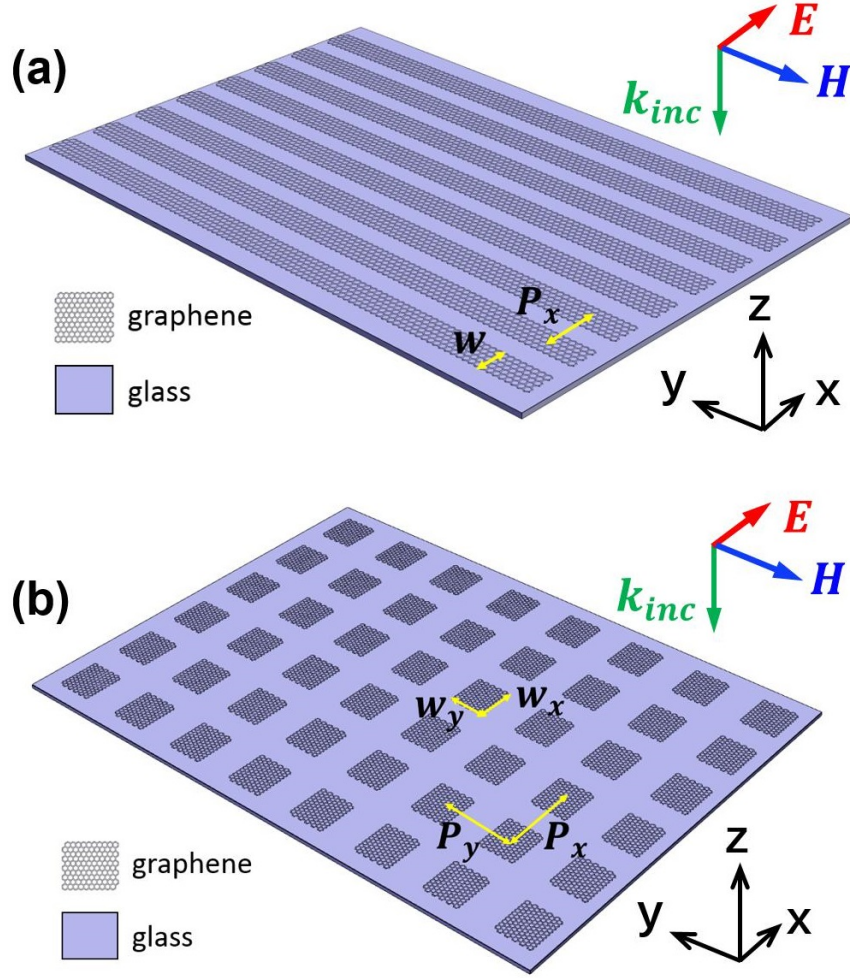 (a)
E
H
k_inc
P_x
w
graphene
glass
z
y
x
(b)
E
H
k_inc
w_y
w_x
P_y
P_x
graphene
glass
z
y
x